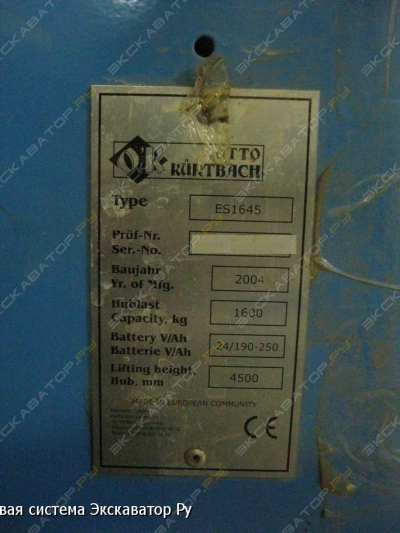 OK OTTO
KURTBACH
Type ES1645
Prüf-Nr.
Ser.-No.
Baujahr
Yr. of Mfg. 2004
Hublast
Capacity, kg 1600
Battery V/Ah
Batterie V/Ah 24/190-250
Lifting height,
Hub, mm 4500
MADE IN EUROPEAN COMMUNITY
CE
ЭКСКАВАТОР.РУ
вая система Экскаватор Ру